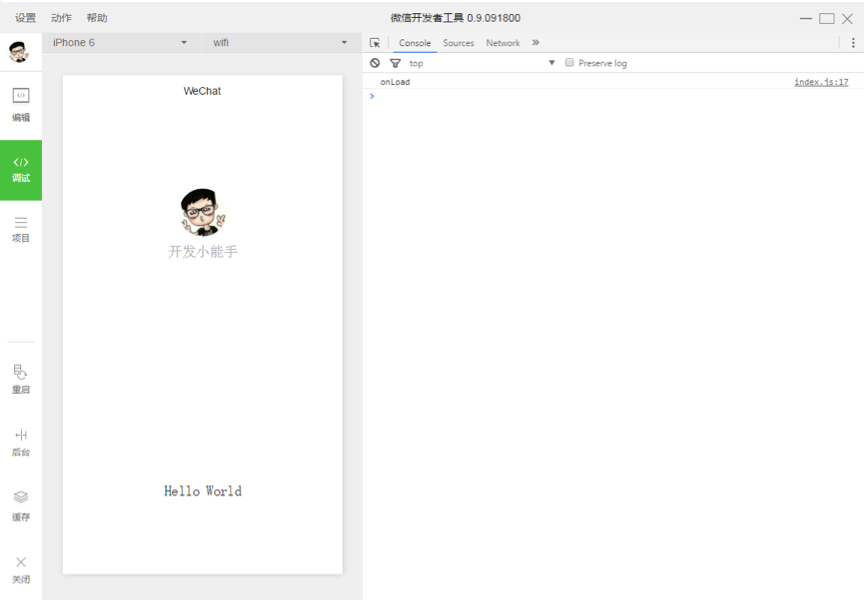 设置 动作 帮助 微信开发者工具 0.9.091800
iPhone 6 wifi
Console Sources Network »
top Preserve log
onLoad index.js:17
编辑
调试
项目
重启
后台
缓存
关闭
WeChat
开发小能手
Hello World